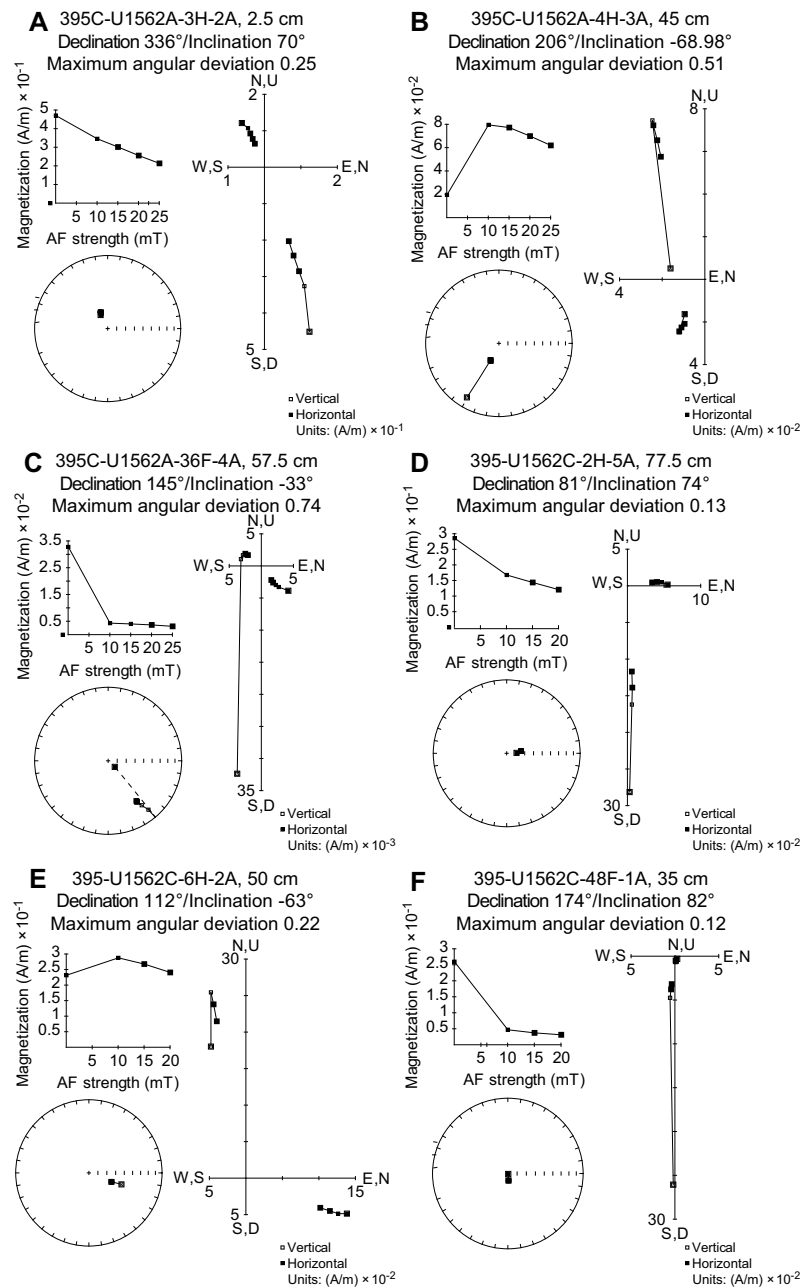 A 395C-U1562A-3H-2A, 2.5 cm
Declination 336°/Inclination 70°
Maximum angular deviation 0.25
Magnetization (A/m) × 10⁻¹
5
4
3
2
1
5 10 15 20 25
AF strength (mT)
N,U
2
W,S
E,N
1
2
5
S,D
Vertical
Horizontal
Units: (A/m) × 10⁻¹
B 395C-U1562A-4H-3A, 45 cm
Declination 206°/Inclination -68.98°
Maximum angular deviation 0.51
Magnetization (A/m) × 10⁻²
8
6
4
2
5 10 15 20 25
AF strength (mT)
N,U
8
W,S
E,N
4
4
S,D
Vertical
Horizontal
Units: (A/m) × 10⁻²
C 395C-U1562A-36F-4A, 57.5 cm
Declination 145°/Inclination -33°
Maximum angular deviation 0.74
Magnetization (A/m) × 10⁻²
3.5
2.5
1.5
0.5
5 10 15 20 25
AF strength (mT)
N,U
5
W,S
E,N
5
5
35
S,D
Vertical
Horizontal
Units: (A/m) × 10⁻³
D 395-U1562C-2H-5A, 77.5 cm
Declination 81°/Inclination 74°
Maximum angular deviation 0.13
Magnetization (A/m) × 10⁻¹
3
2.5
2
1.5
1
0.5
5 10 15 20
AF strength (mT)
N,U
5
W,S
E,N
10
30
S,D
Vertical
Horizontal
Units: (A/m) × 10⁻²
E 395-U1562C-6H-2A, 50 cm
Declination 112°/Inclination -63°
Maximum angular deviation 0.22
Magnetization (A/m) × 10⁻¹
3
2.5
2
1.5
1
0.5
5 10 15 20
AF strength (mT)
N,U
30
W,S
E,N
5
15
5
S,D
Vertical
Horizontal
Units: (A/m) × 10⁻²
F 395-U1562C-48F-1A, 35 cm
Declination 174°/Inclination 82°
Maximum angular deviation 0.12
Magnetization (A/m) × 10⁻¹
3
2.5
2
1.5
1
0.5
5 10 15 20
AF strength (mT)
N,U
W,S
E,N
5
5
30
S,D
Vertical
Horizontal
Units: (A/m) × 10⁻²